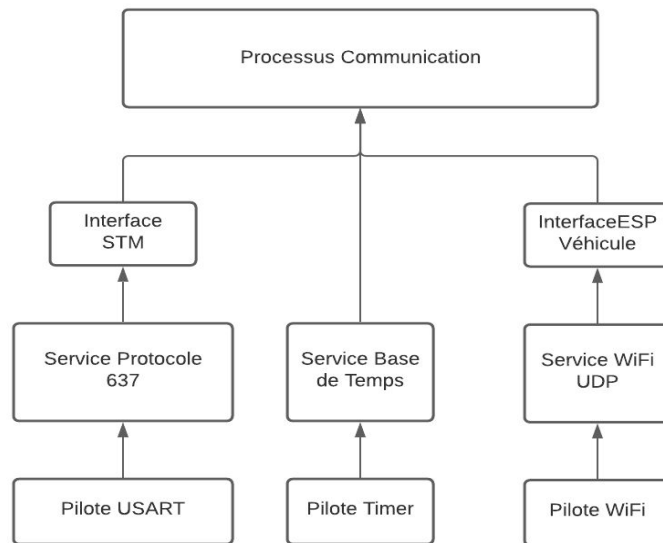 Processus Communication
Interface
STM
InterfaceESP
Véhicule
Service Protocole
637
Service Base
de Temps
Service WiFi
UDP
Pilote USART
Pilote Timer
Pilote WiFi